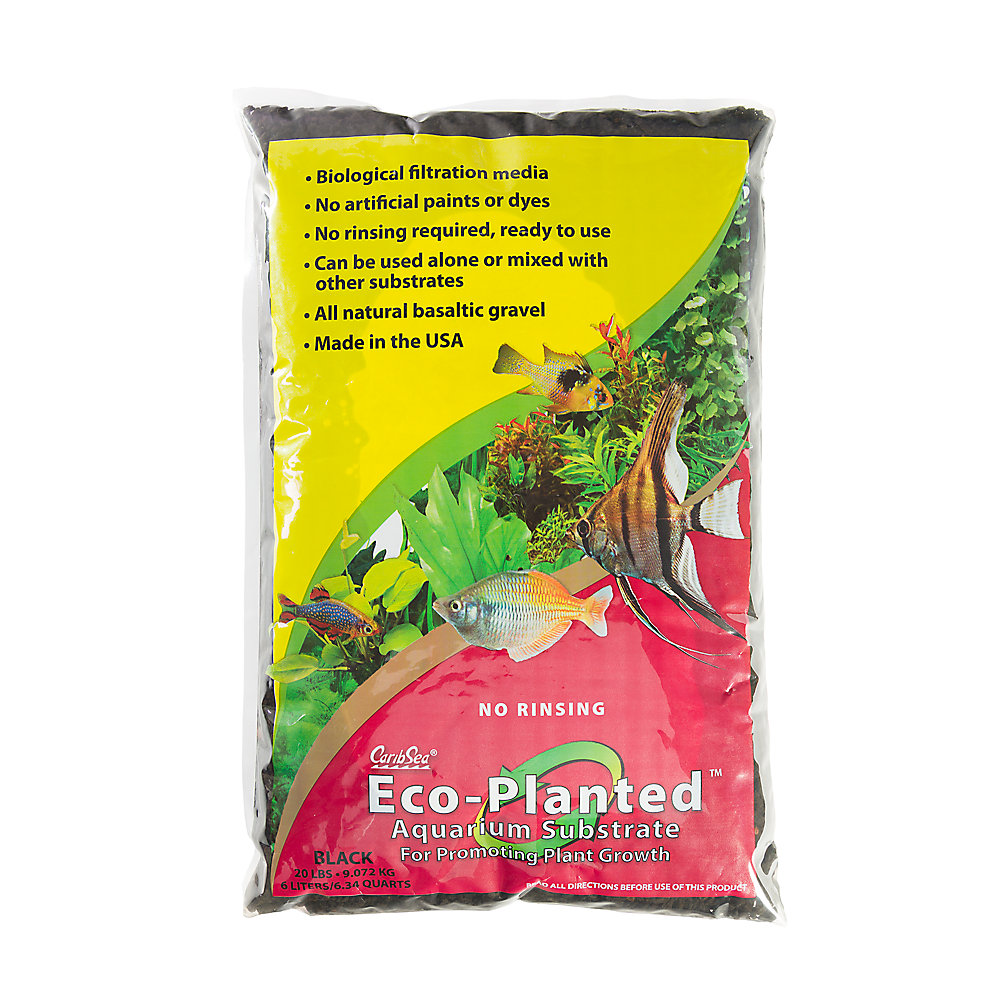 • Biological filtration media
• No artificial paints or dyes
• No rinsing required, ready to use
• Can be used alone or mixed with
other substrates
• All natural basaltic gravel
• Made in the USA
NO RINSING
CaribSea®
Eco-Planted™
Aquarium Substrate
For Promoting Plant Growth
BLACK
20 LBS • 9.072 KG
6 LITERS/6.34 QUARTS
READ ALL DIRECTIONS BEFORE USE OF THIS PRODUCT